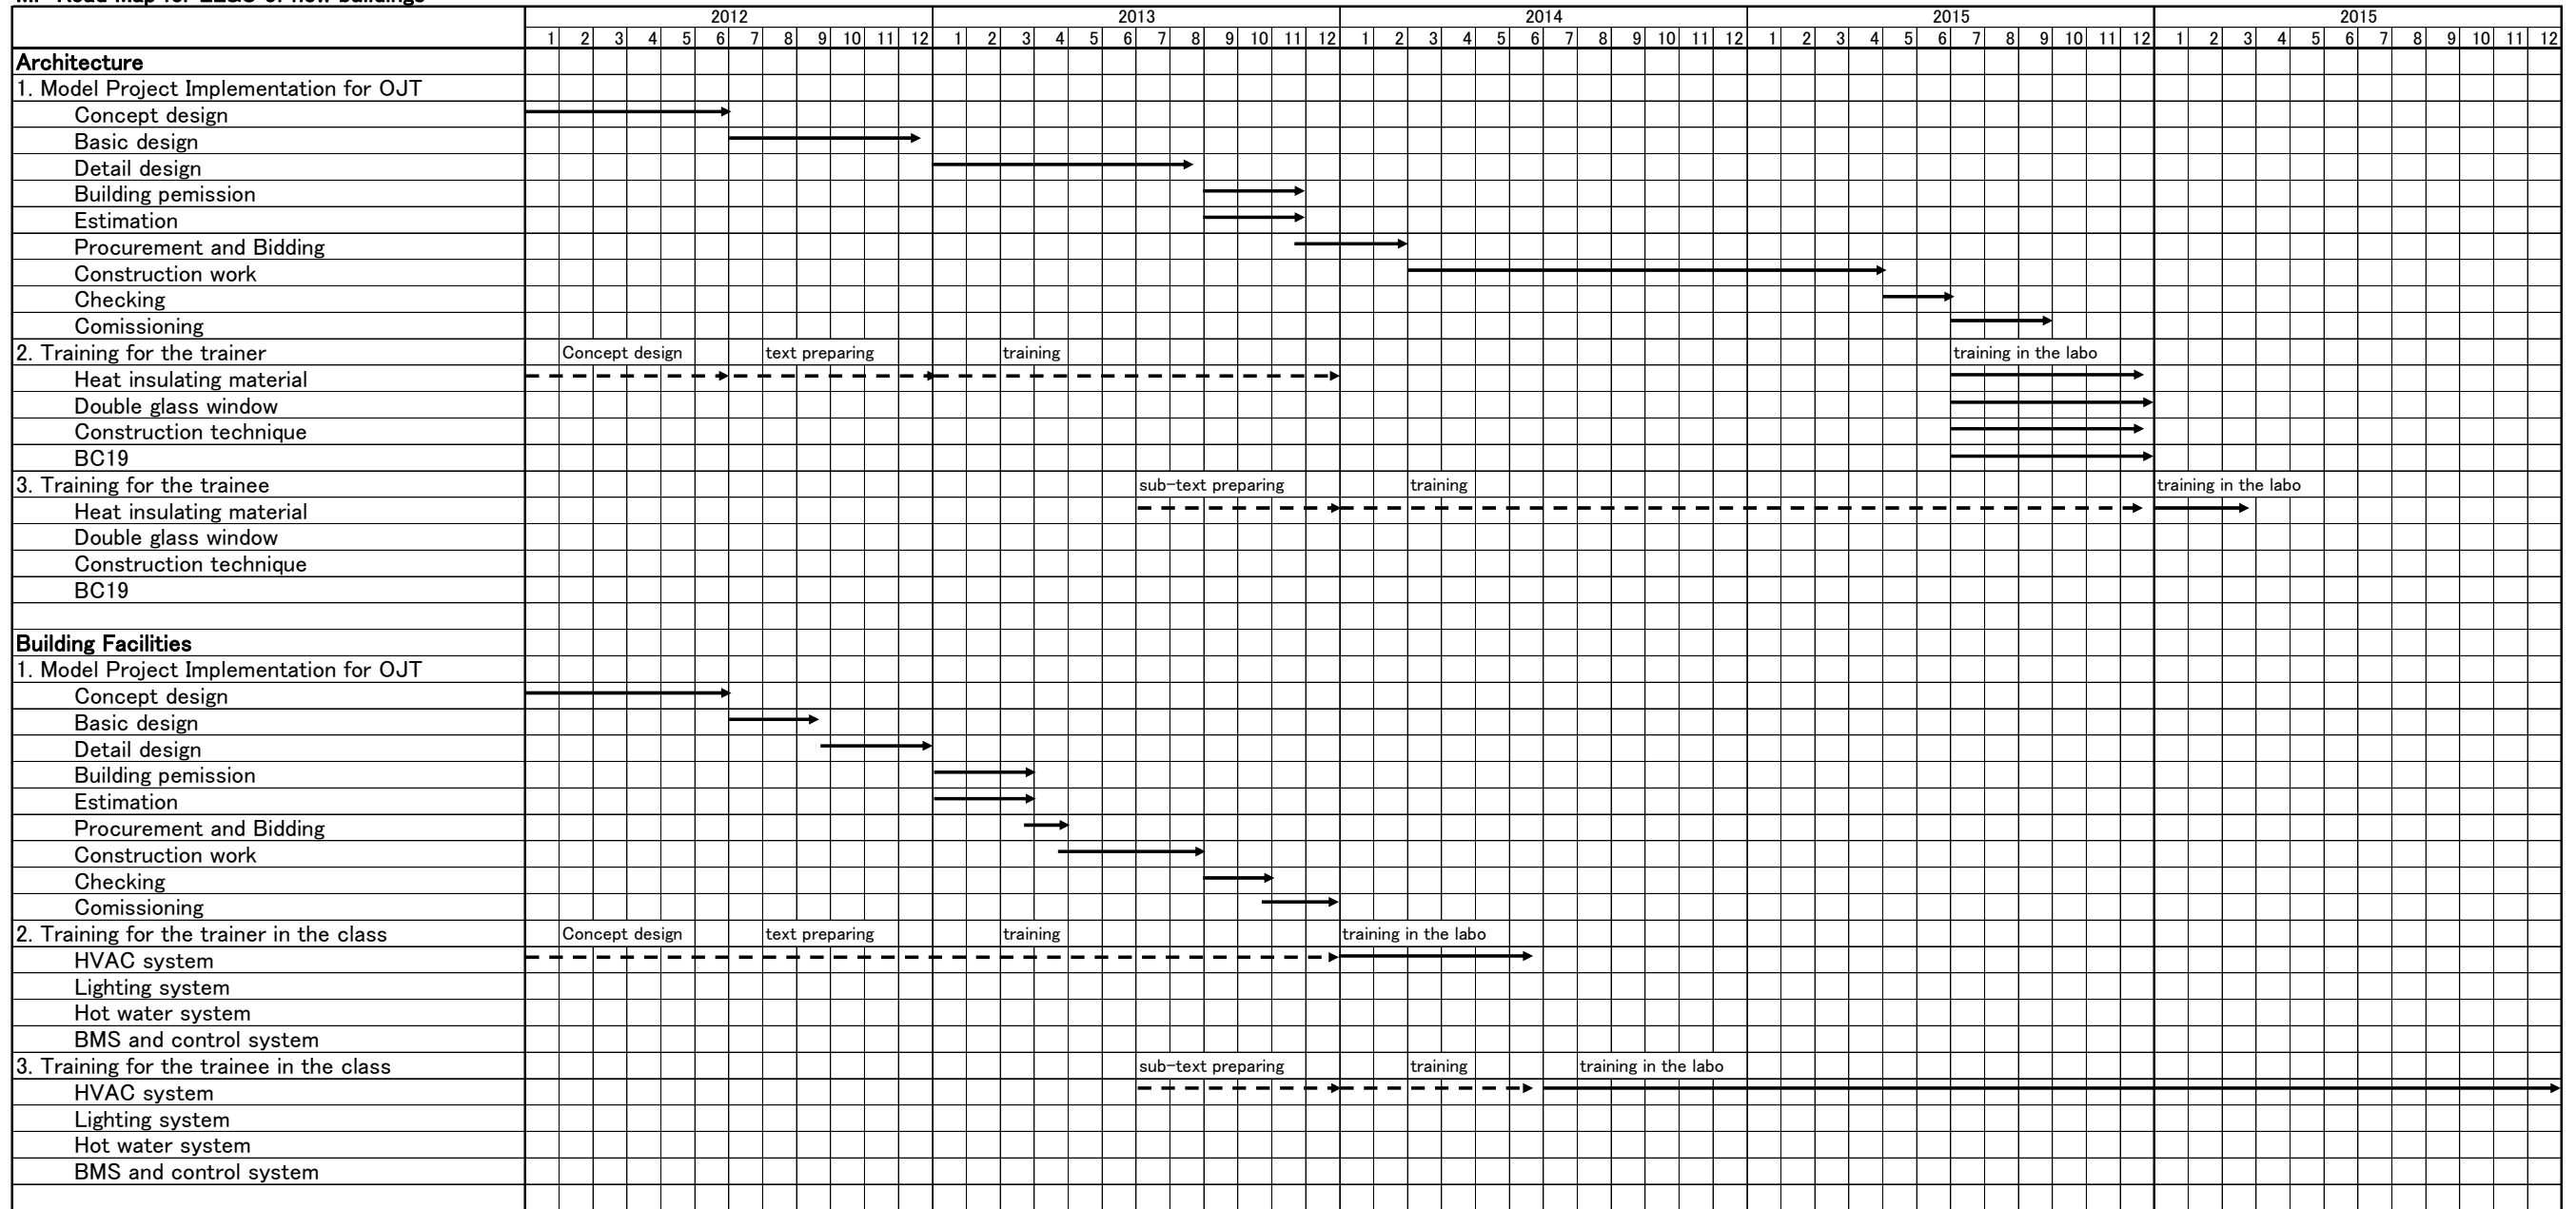 2012 2013 2014 2015 2015
1 2 3 4 5 6 7 8 9 10 11 12 1 2 3 4 5 6 7 8 9 10 11 12 1 2 3 4 5 6 7 8 9 10 11 12 1 2 3 4 5 6 7 8 9 10 11 12 1 2 3 4 5 6 7 8 9 10 11 12
Architecture
1. Model Project Implementation for OJT
Concept design
Basic design
Detail design
Building pemission
Estimation
Procurement and Bidding
Construction work
Checking
Comissioning
2. Training for the trainer Concept design text preparing training training in the labo
Heat insulating material
Double glass window
Construction technique
BC19
3. Training for the trainee sub-text preparing training training in the labo
Heat insulating material
Double glass window
Construction technique
BC19
Building Facilities
1. Model Project Implementation for OJT
Concept design
Basic design
Detail design
Building pemission
Estimation
Procurement and Bidding
Construction work
Checking
Comissioning
2. Training for the trainer in the class Concept design text preparing training training in the labo
HVAC system
Lighting system
Hot water system
BMS and control system
3. Training for the trainee in the class sub-text preparing training training in the labo
HVAC system
Lighting system
Hot water system
BMS and control system